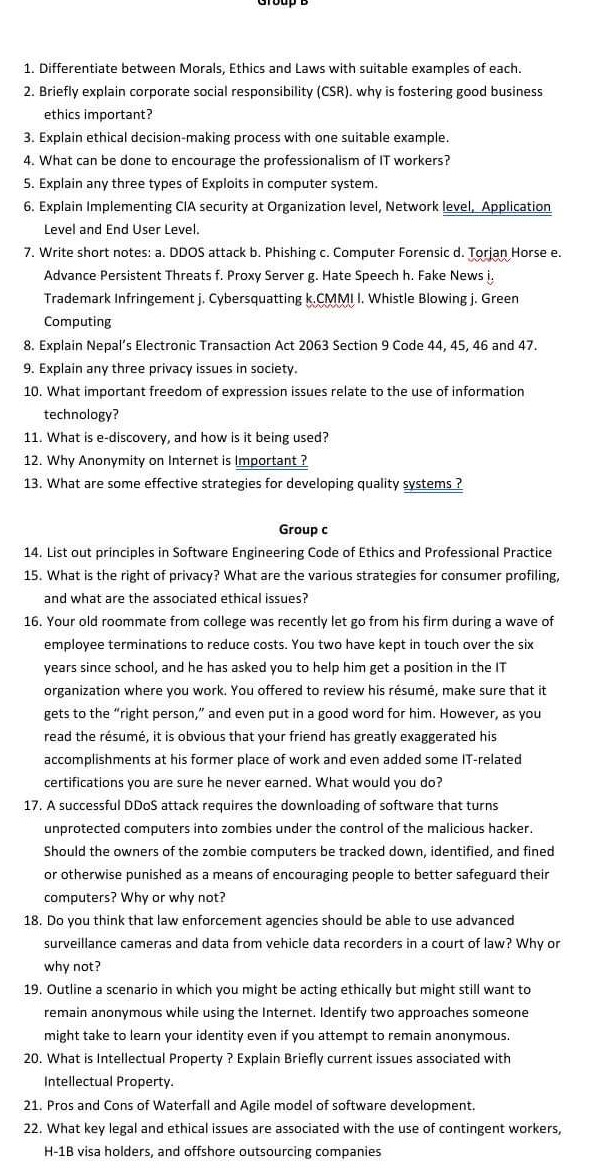 Group B
1. Differentiate between Morals, Ethics and Laws with suitable examples of each.
2. Briefly explain corporate social responsibility (CSR). why is fostering good business
ethics important?
3. Explain ethical decision-making process with one suitable example.
4. What can be done to encourage the professionalism of IT workers?
5. Explain any three types of Exploits in computer system.
6. Explain Implementing CIA security at Organization level, Network level, Application
Level and End User Level.
7. Write short notes: a. DDOS attack b. Phishing c. Computer Forensic d. Torjan Horse e.
Advance Persistent Threats f. Proxy Server g. Hate Speech h. Fake News i.
Trademark Infringement j. Cybersquatting k.CMMI l. Whistle Blowing j. Green
Computing
8. Explain Nepal’s Electronic Transaction Act 2063 Section 9 Code 44, 45, 46 and 47.
9. Explain any three privacy issues in society.
10. What important freedom of expression issues relate to the use of information
technology?
11. What is e-discovery, and how is it being used?
12. Why Anonymity on Internet is Important ?
13. What are some effective strategies for developing quality systems ?
Group c
14. List out principles in Software Engineering Code of Ethics and Professional Practice
15. What is the right of privacy? What are the various strategies for consumer profiling,
and what are the associated ethical issues?
16. Your old roommate from college was recently let go from his firm during a wave of
employee terminations to reduce costs. You two have kept in touch over the six
years since school, and he has asked you to help him get a position in the IT
organization where you work. You offered to review his résumé, make sure that it
gets to the “right person,” and even put in a good word for him. However, as you
read the résumé, it is obvious that your friend has greatly exaggerated his
accomplishments at his former place of work and even added some IT-related
certifications you are sure he never earned. What would you do?
17. A successful DDoS attack requires the downloading of software that turns
unprotected computers into zombies under the control of the malicious hacker.
Should the owners of the zombie computers be tracked down, identified, and fined
or otherwise punished as a means of encouraging people to better safeguard their
computers? Why or why not?
18. Do you think that law enforcement agencies should be able to use advanced
surveillance cameras and data from vehicle data recorders in a court of law? Why or
why not?
19. Outline a scenario in which you might be acting ethically but might still want to
remain anonymous while using the Internet. Identify two approaches someone
might take to learn your identity even if you attempt to remain anonymous.
20. What is Intellectual Property ? Explain Briefly current issues associated with
Intellectual Property.
21. Pros and Cons of Waterfall and Agile model of software development.
22. What key legal and ethical issues are associated with the use of contingent workers,
H-1B visa holders, and offshore outsourcing companies